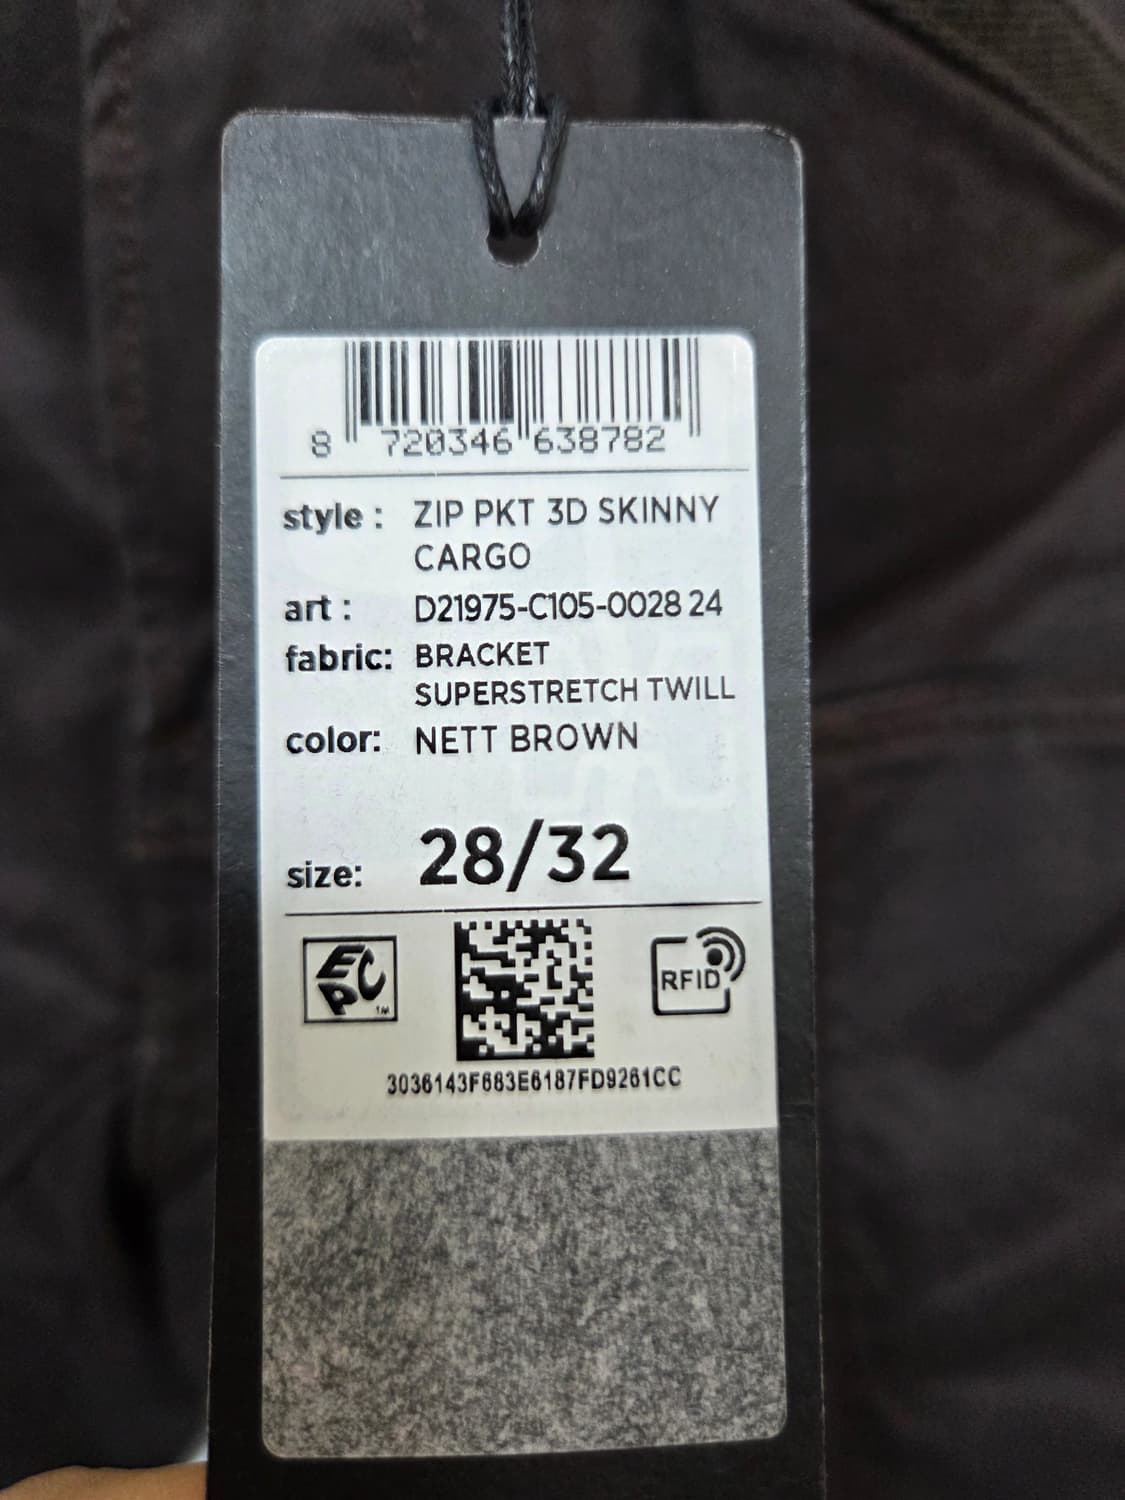 8 720346 638782
style : ZIP PKT 3D SKINNY
CARGO
art : D21975-C105-0028 24
fabric: BRACKET
SUPERSTRETCH TWILL
color: NETT BROWN
size: 28/32
EPC TM
RFID
3036143F683E6187FD9261CC